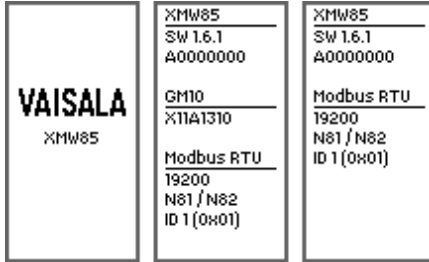 VAISALA
XMW85
XMW85
SW 1.6.1
A0000000
GM10
X11A1310
Modbus RTU
19200
N81 / N82
ID 1 (0x01)
XMW85
SW 1.6.1
A0000000
Modbus RTU
19200
N81 / N82
ID 1 (0x01)